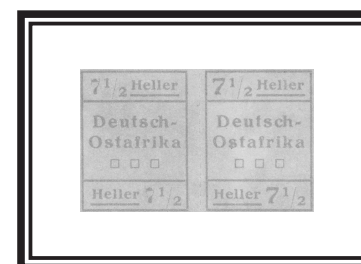 7 1/2 Heller 7 1/2 Heller
Deutsch- Deutsch-
Ostafrika Ostafrika
Heller 7 1/2 Heller 7 1/2